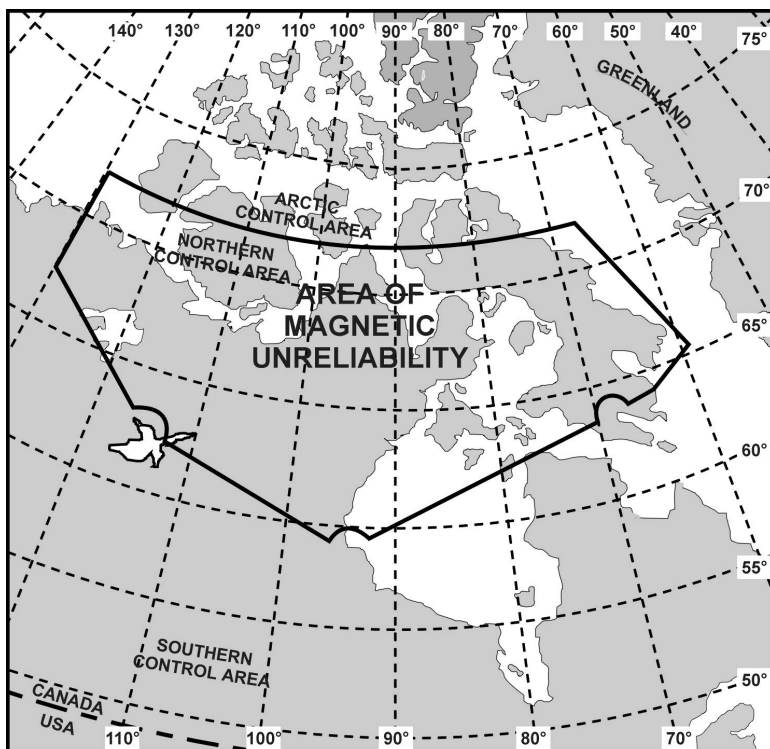 140° 130° 120° 110° 100° 90° 80° 70° 60° 50° 40°
75°
GREENLAND
70°
ARCTIC
CONTROL AREA
NORTHERN
CONTROL AREA
AREA OF
MAGNETIC
UNRELIABILITY
65°
60°
55°
SOUTHERN
CONTROL AREA
50°
CANADA
USA
110° 100° 90° 80° 70°